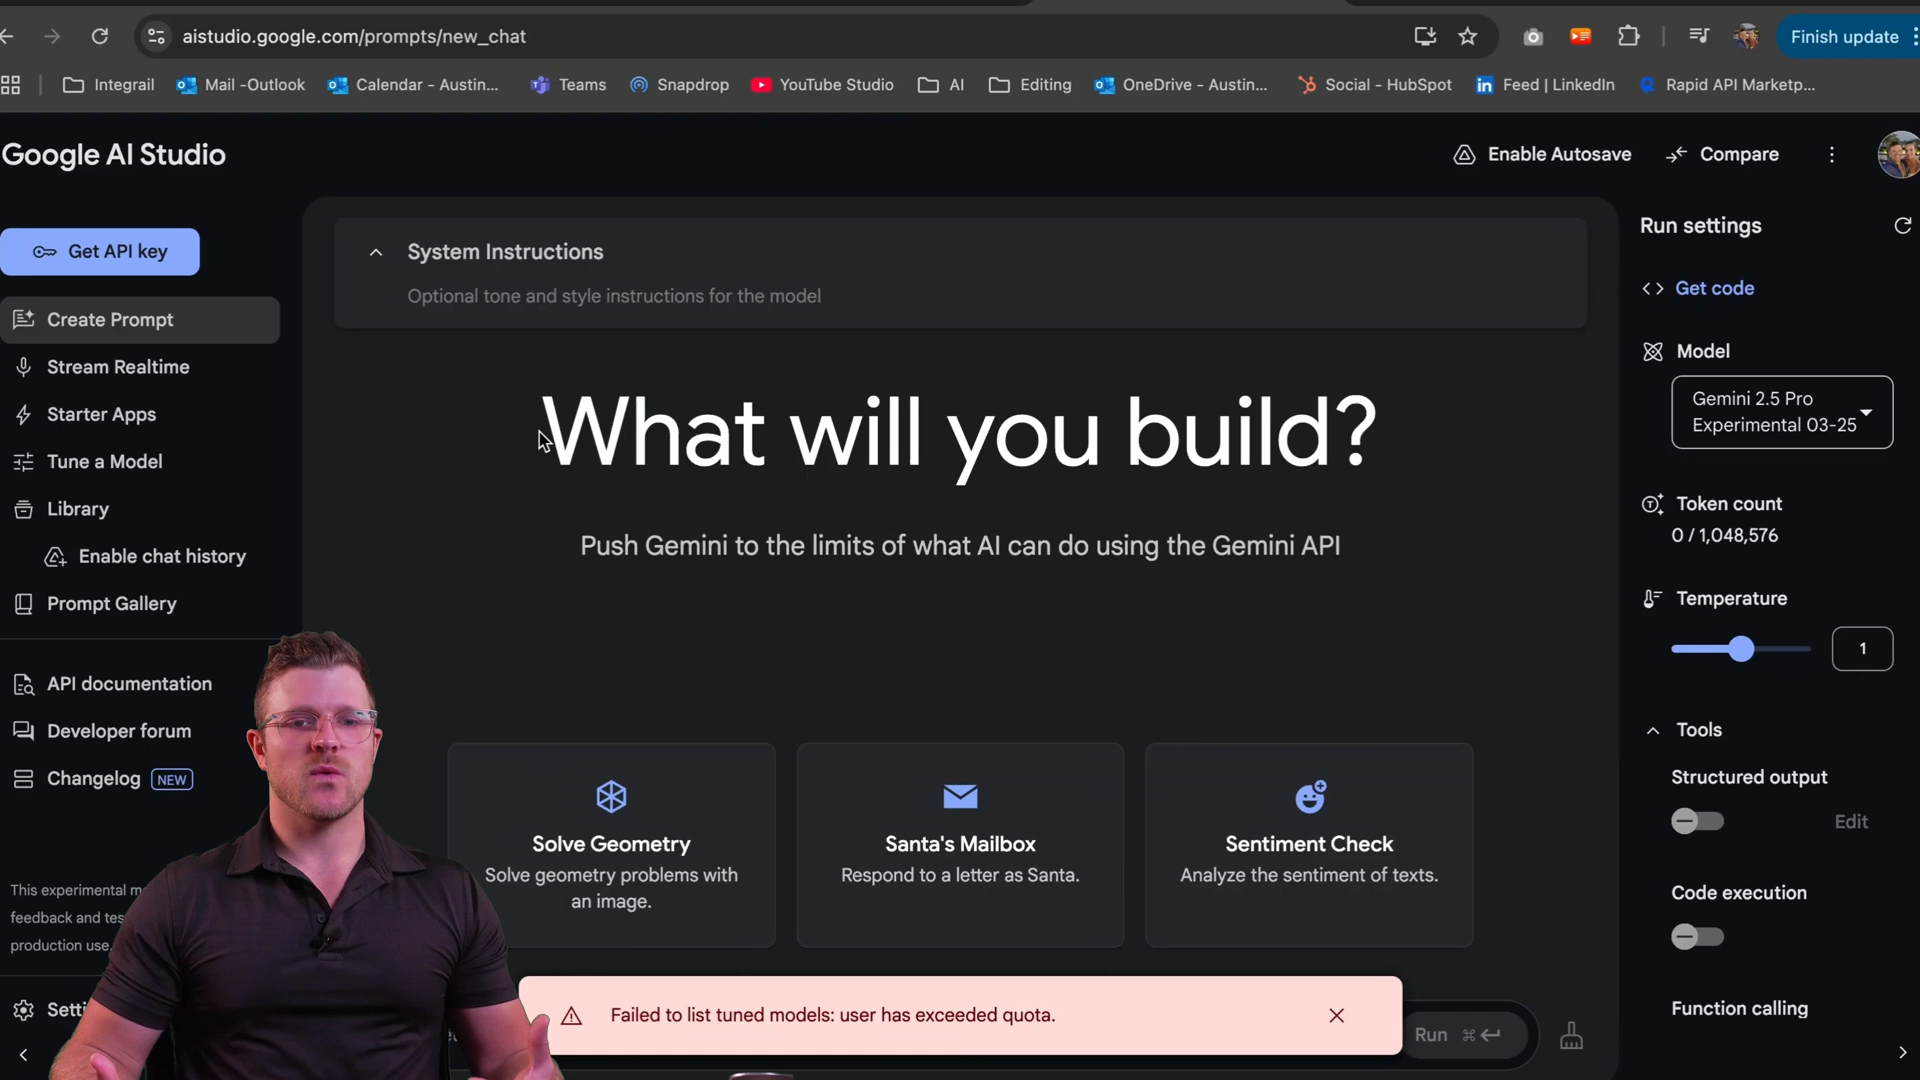 aistudio.google.com/prompts/new_chat
Finish update
Integrail
Mail -Outlook
Calendar - Austin...
Teams
Snapdrop
YouTube Studio
AI
Editing
OneDrive - Austin...
Social - HubSpot
Feed | LinkedIn
Rapid API Marketp...
Google AI Studio
Enable Autosave
Compare
Get API key
Create Prompt
Stream Realtime
Starter Apps
Tune a Model
Library
Enable chat history
Prompt Gallery
API documentation
Developer forum
Changelog NEW
This experimental
feedback and
production use.
System Instructions
Optional tone and style instructions for the model
What will you build?
Push Gemini to the limits of what AI can do using the Gemini API
Solve Geometry
Solve geometry problems with
an image.
Santa's Mailbox
Respond to a letter as Santa.
Sentiment Check
Analyze the sentiment of texts.
Failed to list tuned models: user has exceeded quota.
Run ⌘
Run settings
Get code
Model
Gemini 2.5 Pro
Experimental 03-25
Token count
0 / 1,048,576
Temperature
1
Tools
Structured output
Edit
Code execution
Function calling